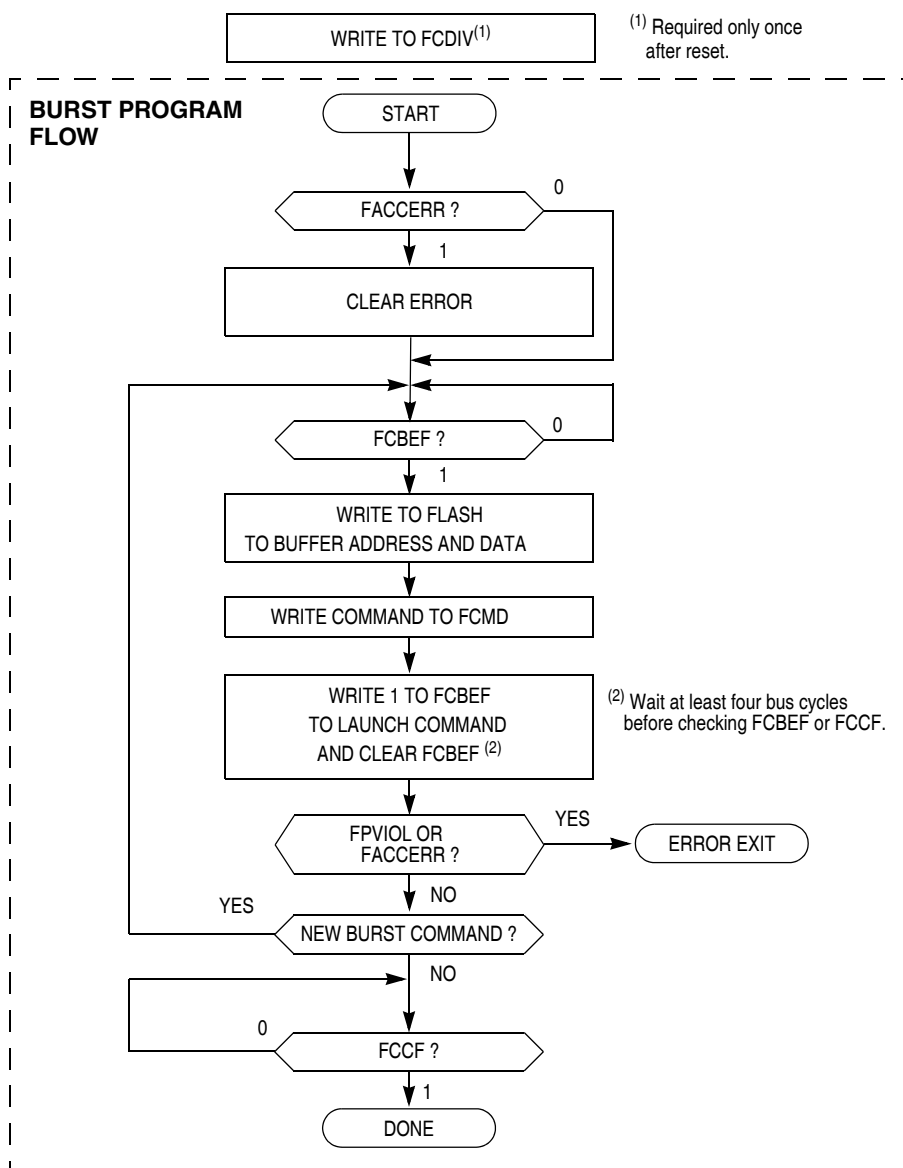 WRITE TO FCDIV(1)
(1) Required only once
after reset.
BURST PROGRAM
FLOW
START
FACCERR ?
0
1
CLEAR ERROR
FCBEF ?
0
1
WRITE TO FLASH
TO BUFFER ADDRESS AND DATA
WRITE COMMAND TO FCMD
WRITE 1 TO FCBEF
TO LAUNCH COMMAND
AND CLEAR FCBEF (2)
(2) Wait at least four bus cycles
before checking FCBEF or FCCF.
FPVIOL OR
FACCERR ?
YES
ERROR EXIT
NO
YES
NEW BURST COMMAND ?
NO
0
FCCF ?
1
DONE